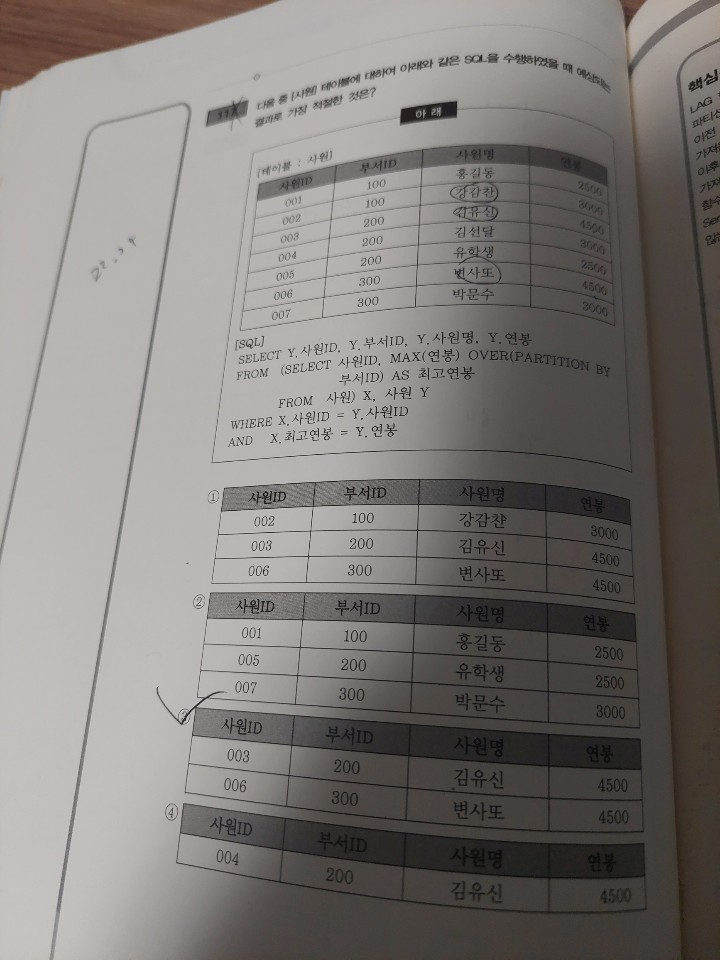 다음 중 [사원] 테이블에 대하여 아래와 같은 SQL을 수행하였을 때 예상되는
결과로 가장 적절한 것은?
아 래
[테이블 : 사원]
사원ID 부서ID 사원명 연봉
001 100 홍길동 2500
002 100 강감찬 3000
003 200 김유신 4500
004 200 김선달 3000
005 200 유학생 2500
006 300 변사또 4500
007 300 박문수 3000
[SQL]
SELECT Y.사원ID, Y.부서ID, Y.사원명, Y.연봉
FROM (SELECT 사원ID, MAX(연봉) OVER(PARTITION BY
부서ID) AS 최고연봉
FROM 사원) X, 사원 Y
WHERE X.사원ID = Y.사원ID
AND X.최고연봉 = Y.연봉
①
사원ID 부서ID 사원명 연봉
002 100 강감찬 3000
003 200 김유신 4500
006 300 변사또 4500
②
사원ID 부서ID 사원명 연봉
001 100 홍길동 2500
005 200 유학생 2500
007 300 박문수 3000
③
사원ID 부서ID 사원명 연봉
003 200 김유신 4500
006 300 변사또 4500
④
사원ID 부서ID 사원명 연봉
004 200 김유신 4500
핵심
LAG
파티션
이전
가져
이후
가져
함수